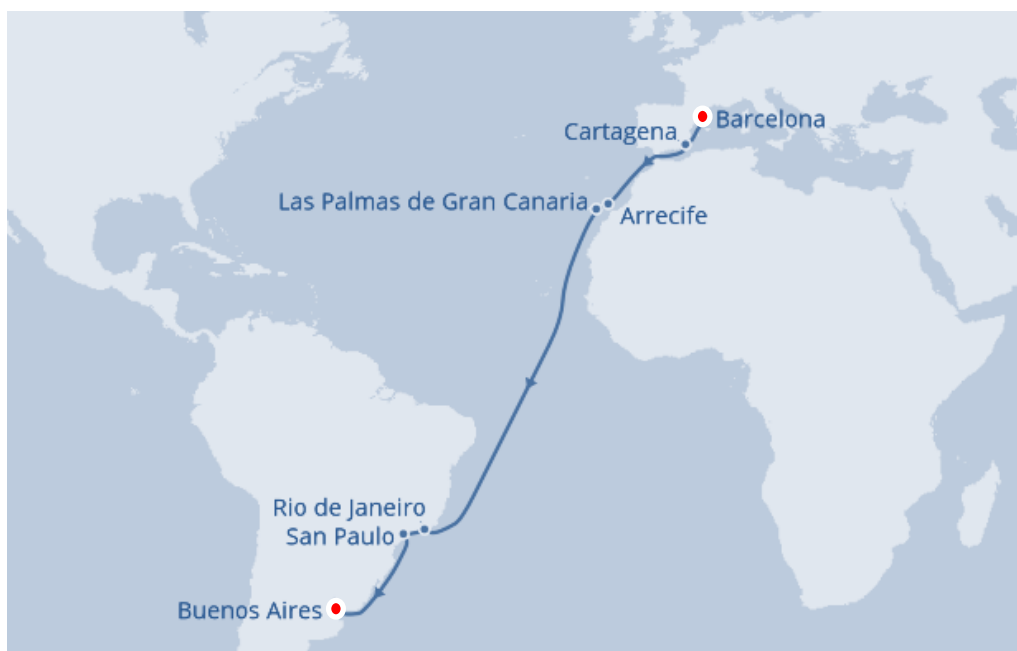 Barcelona
Cartagena
Las Palmas de Gran Canaria
Arrecife
Rio de Janeiro
San Paulo
Buenos Aires